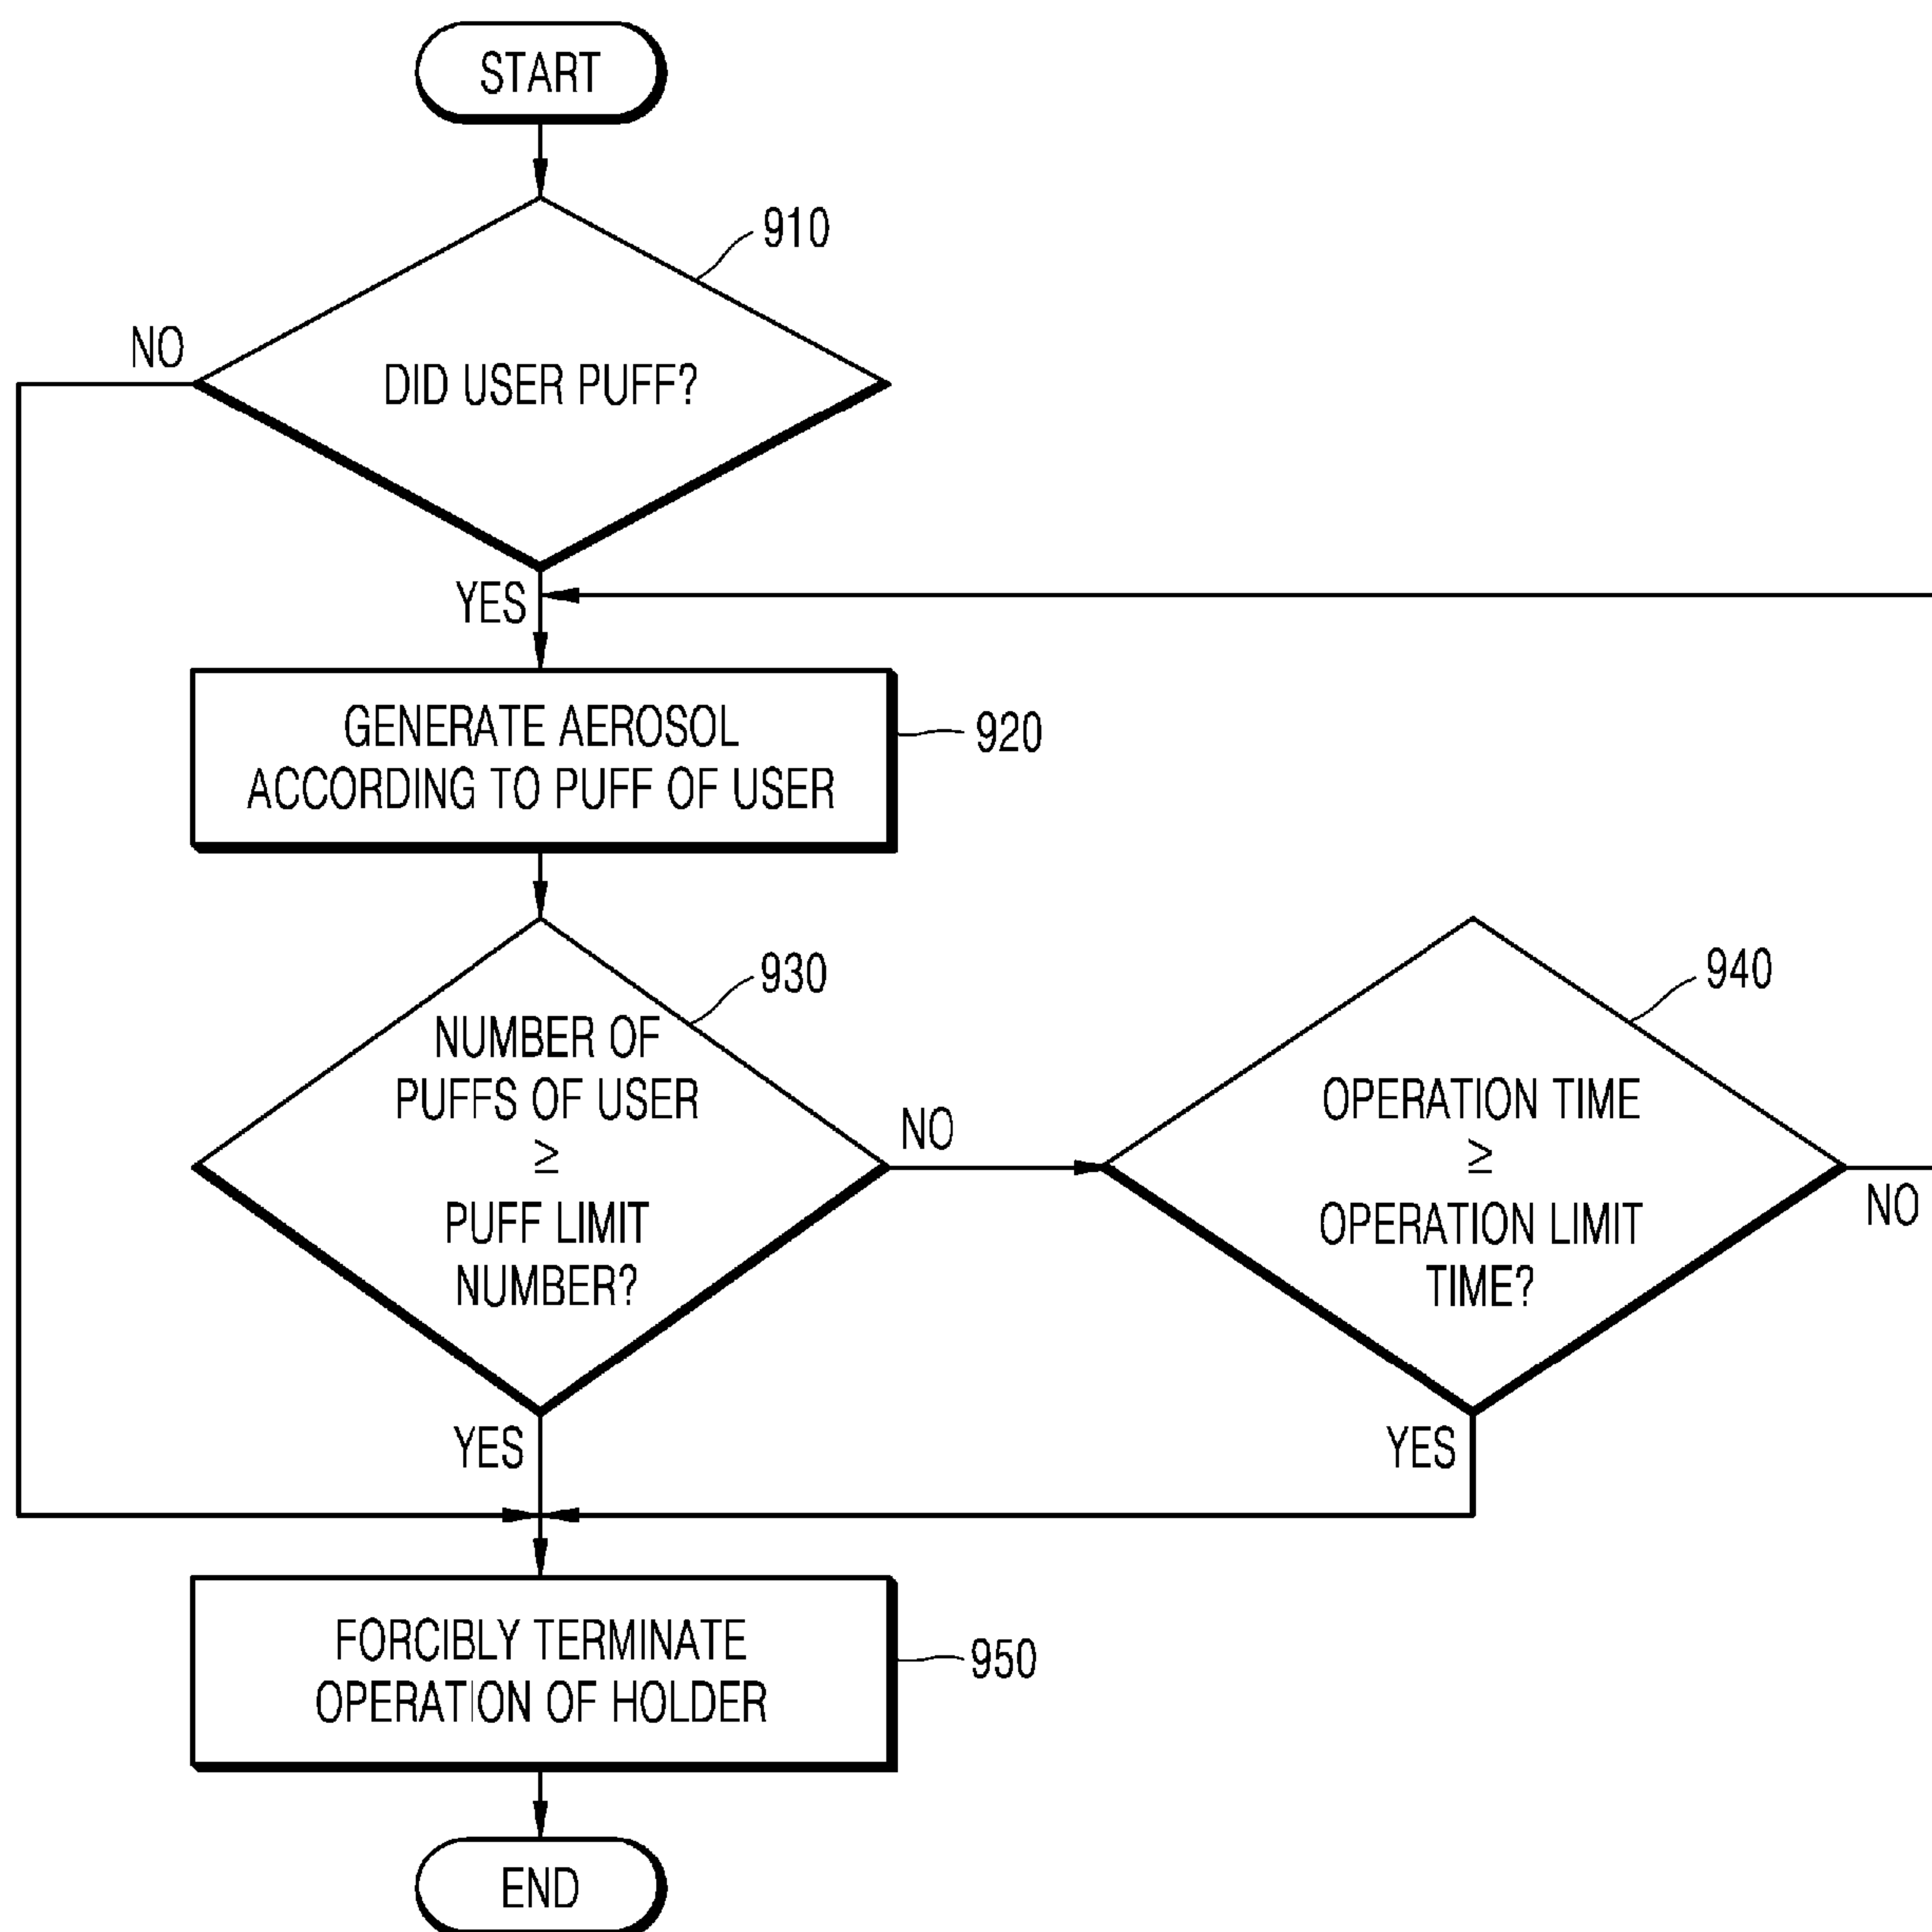 START
910
NO
DID USER PUFF?
YES
GENERATE AEROSOL
ACCORDING TO PUFF OF USER
920
930
NUMBER OF
PUFFS OF USER
≥
PUFF LIMIT
NUMBER?
NO
940
OPERATION TIME
≥
OPERATION LIMIT
TIME?
NO
YES
YES
FORCIBLY TERMINATE
OPERATION OF HOLDER
950
END